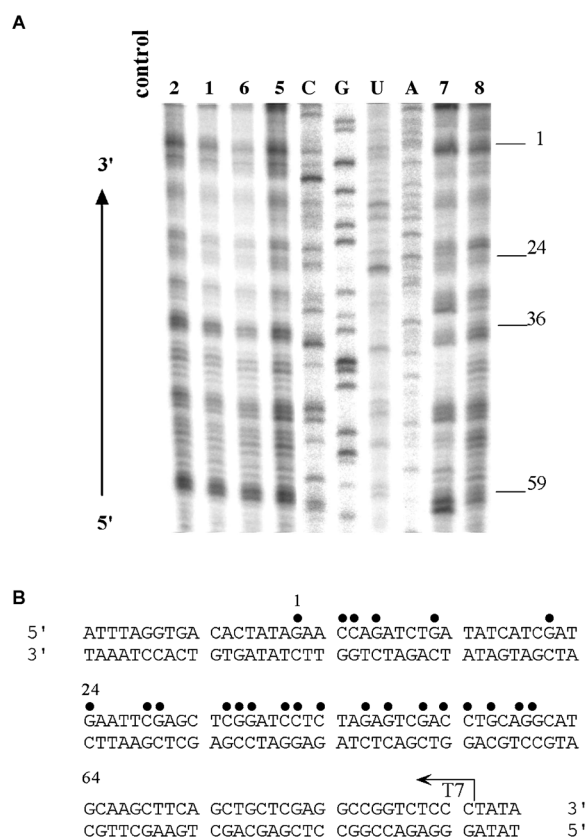 A
control
2 1 6 5 C G U A 7 8
1
3'
24
36
59
5'
B
1
5' ATTTAGGTGA CACTATAGAA CCAGATCTGA TATCATCGAT
3' TAAATCCACT GTGATATCTT GGTCTAGACT ATAGTAGCTA
24
GAATTCGAGC TCGGATCCTC TAGAGTCGAC CTGCAGGCAT
CTTAAGCTCG AGCCTAGGAG ATCTCAGCTG GACGTCCGTA
64
T7
GCAAGCTTCA GCTGCTCGAG GCCGGTCTCC CTATA 3'
CGTTCGAAGT CGACGAGCTC CGGCCAGAGG GATAT 5'